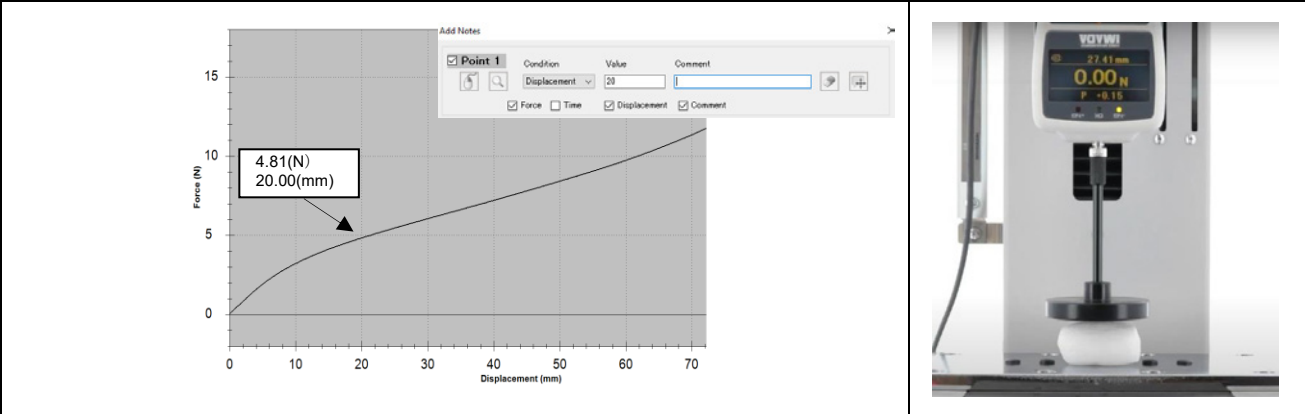 Add Notes
Point 1
Condition
Value
Comment
Displacement
20
Force
Time
Displacement
Comment
15
10
5
0
Force (N)
4.81(N)
20.00(mm)
0 10 20 30 40 50 60 70
Displacement (mm)
27.41 mm
0.00 N
P +0.15